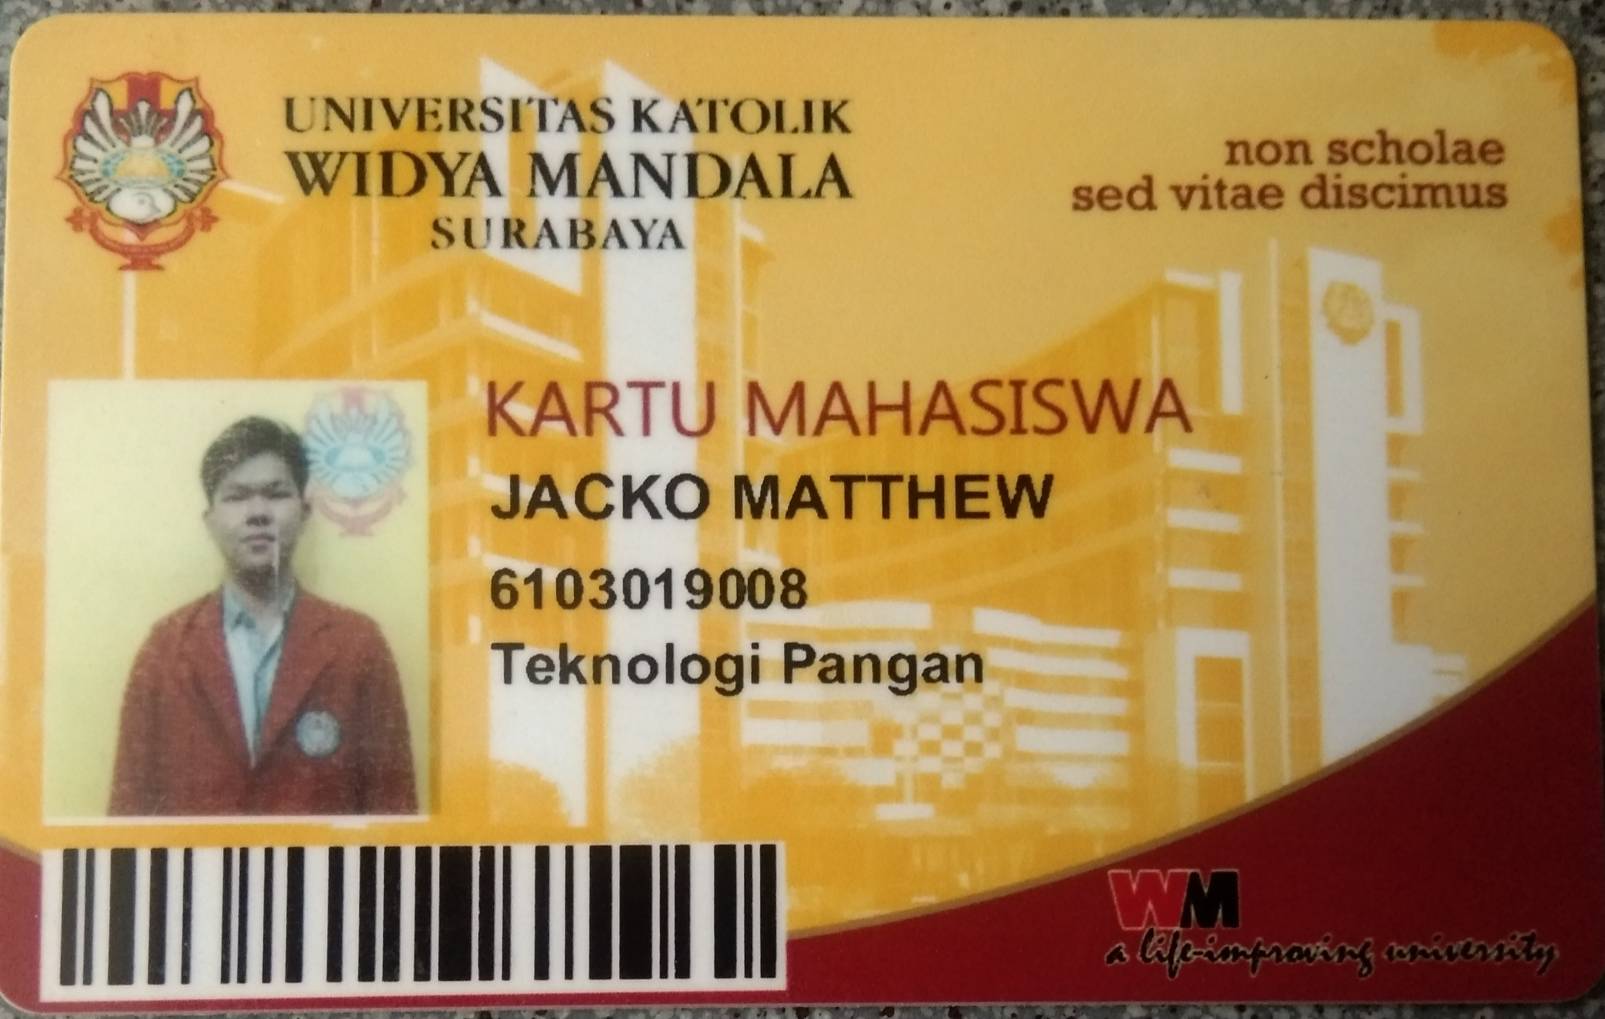 UNIVERSITAS KATOLIK
WIDYA MANDALA
SURABAYA
non scholae
sed vitae discimus
KARTU MAHASISWA
JACKO MATTHEW
6103019008
Teknologi Pangan
WM
a life-improving university